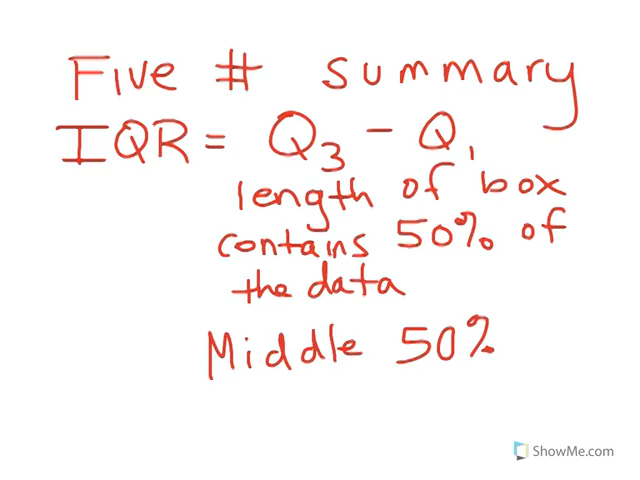 Five # summary
IQR = Q₃ - Q₁
length of box
contains 50% of
the data
Middle 50%
ShowMe.com